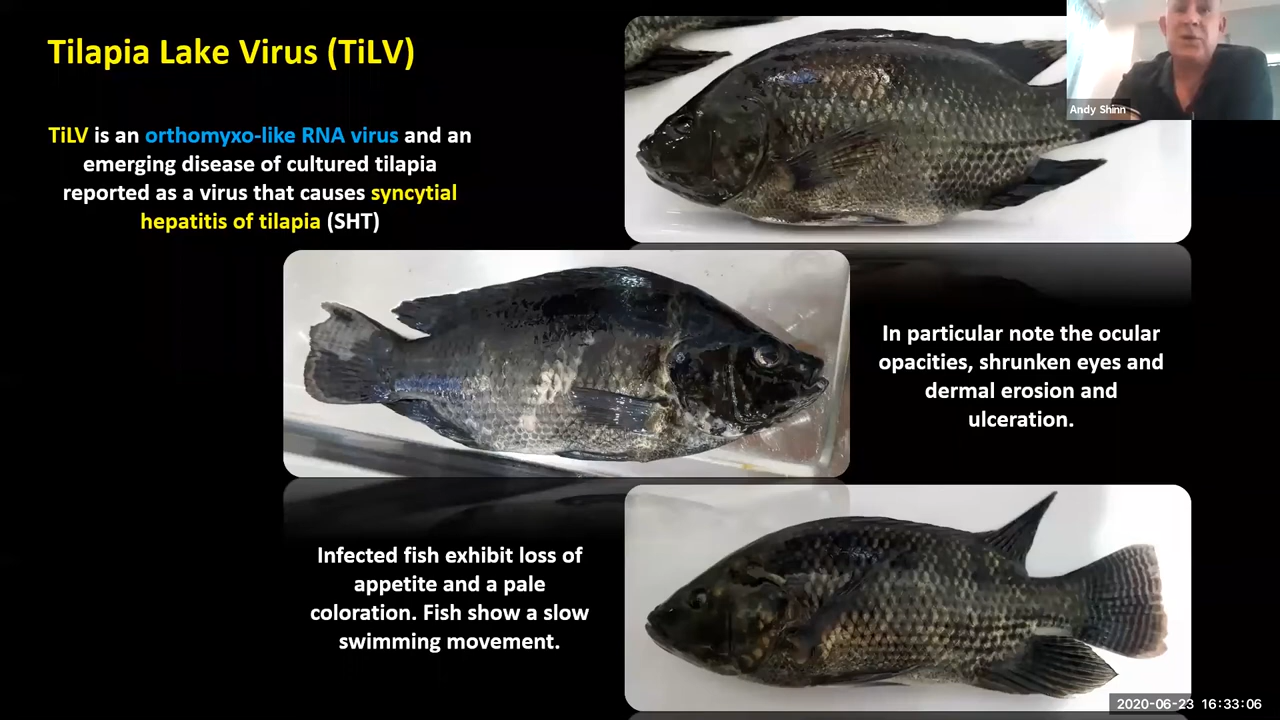 Tilapia Lake Virus (TiLV)
TiLV is an orthomyxo-like RNA virus and an
emerging disease of cultured tilapia
reported as a virus that causes syncytial
hepatitis of tilapia (SHT)
Andy Shinn
In particular note the ocular
opacities, shrunken eyes and
dermal erosion and
ulceration.
Infected fish exhibit loss of
appetite and a pale
coloration. Fish show a slow
swimming movement.
2020-06-23 16:33:06